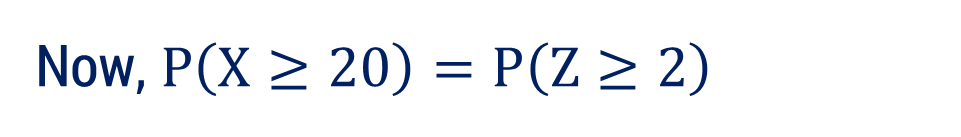 Now, P(X ≥ 20) = P(Z ≥ 2)